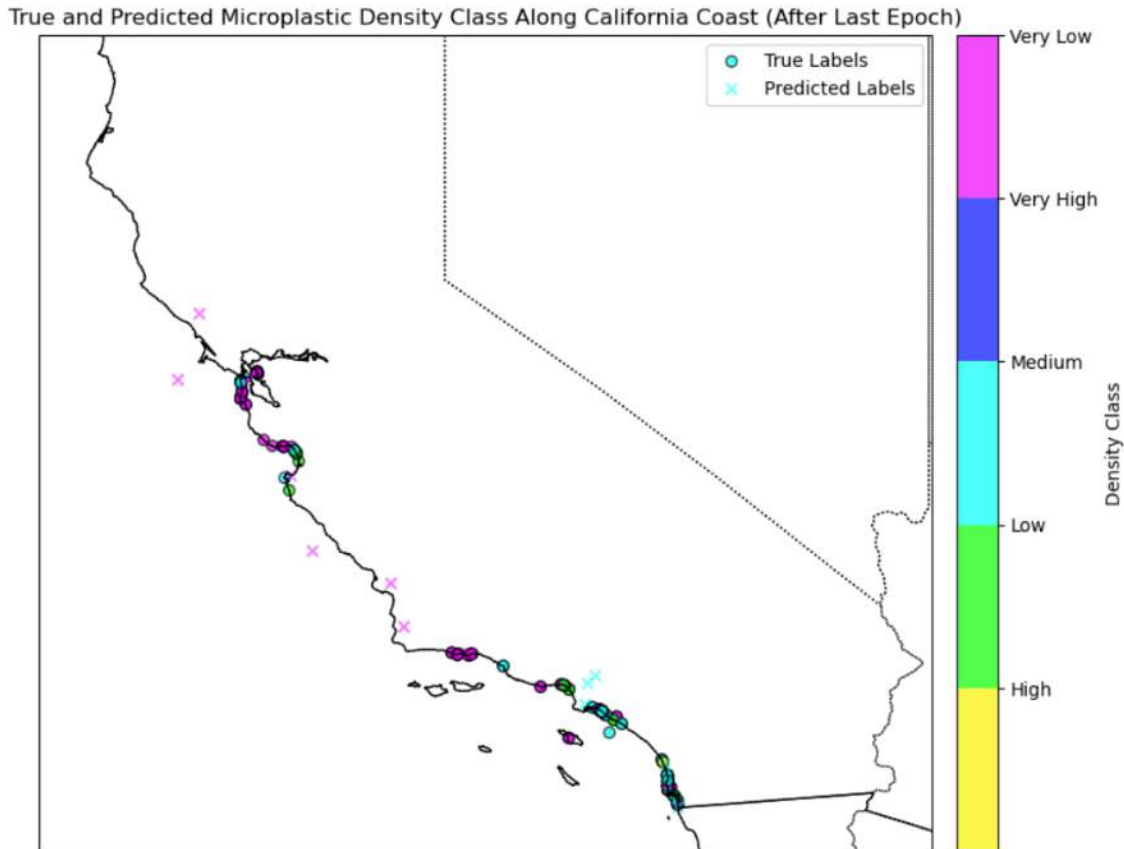 True and Predicted Microplastic Density Class Along California Coast (After Last Epoch)
True Labels
Predicted Labels
Very Low
Very High
Medium
Low
High
Density Class